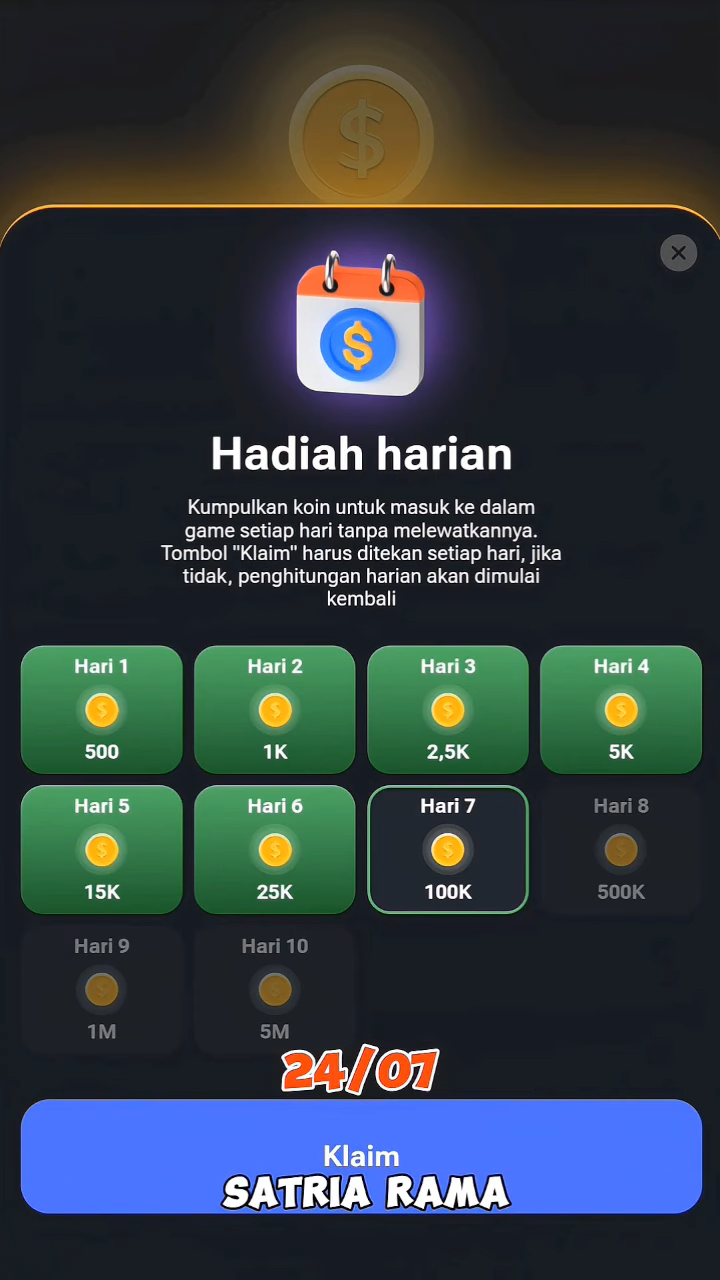 Hadiah harian
Kumpulkan koin untuk masuk ke dalam
game setiap hari tanpa melewatkannya.
Tombol "Klaim" harus ditekan setiap hari, jika
tidak, penghitungan harian akan dimulai
kembali
Hari 1
500
Hari 2
1K
Hari 3
2,5K
Hari 4
5K
Hari 5
15K
Hari 6
25K
Hari 7
100K
Hari 8
500K
Hari 9
1M
Hari 10
5M
24/07
Klaim
SATRIA RAMA